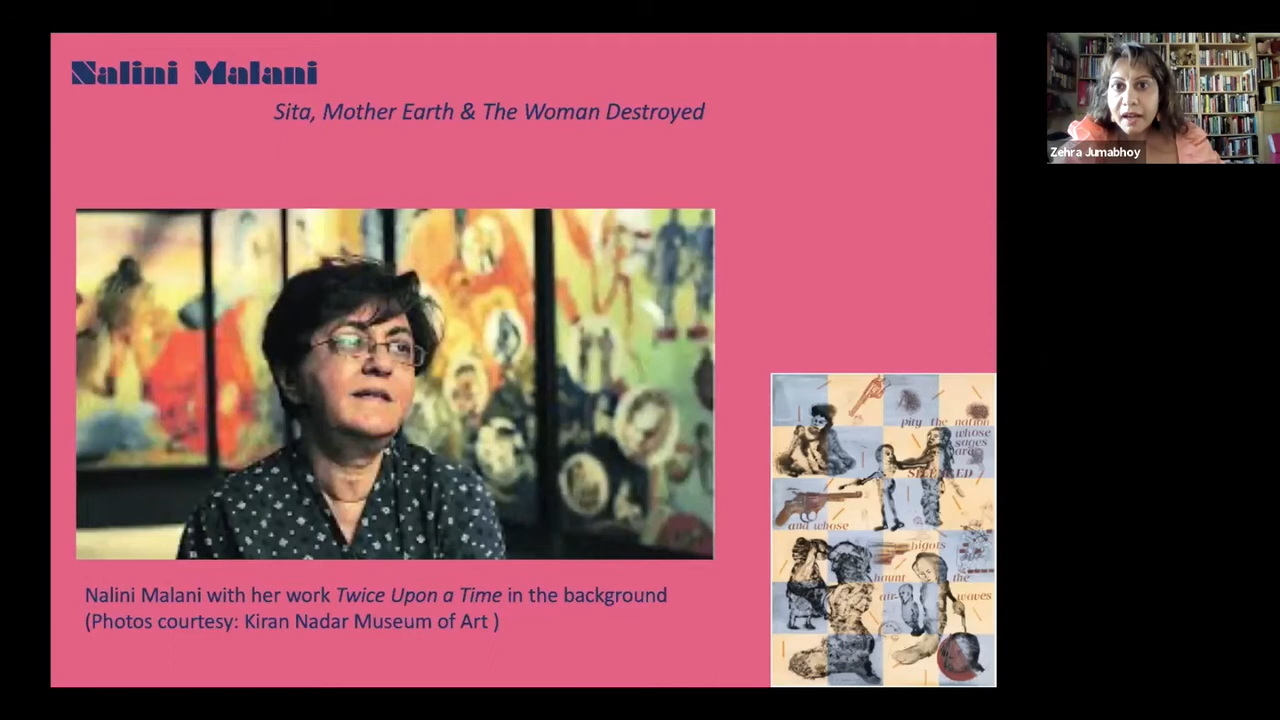 Nalini Malani
Sita, Mother Earth & The Woman Destroyed
Zehra Jumabhoy
pity the nation
whose
sages
are
SILENCED
and whose
bigots
haunt the
air- waves
Nalini Malani with her work Twice Upon a Time in the background
(Photos courtesy: Kiran Nadar Museum of Art )